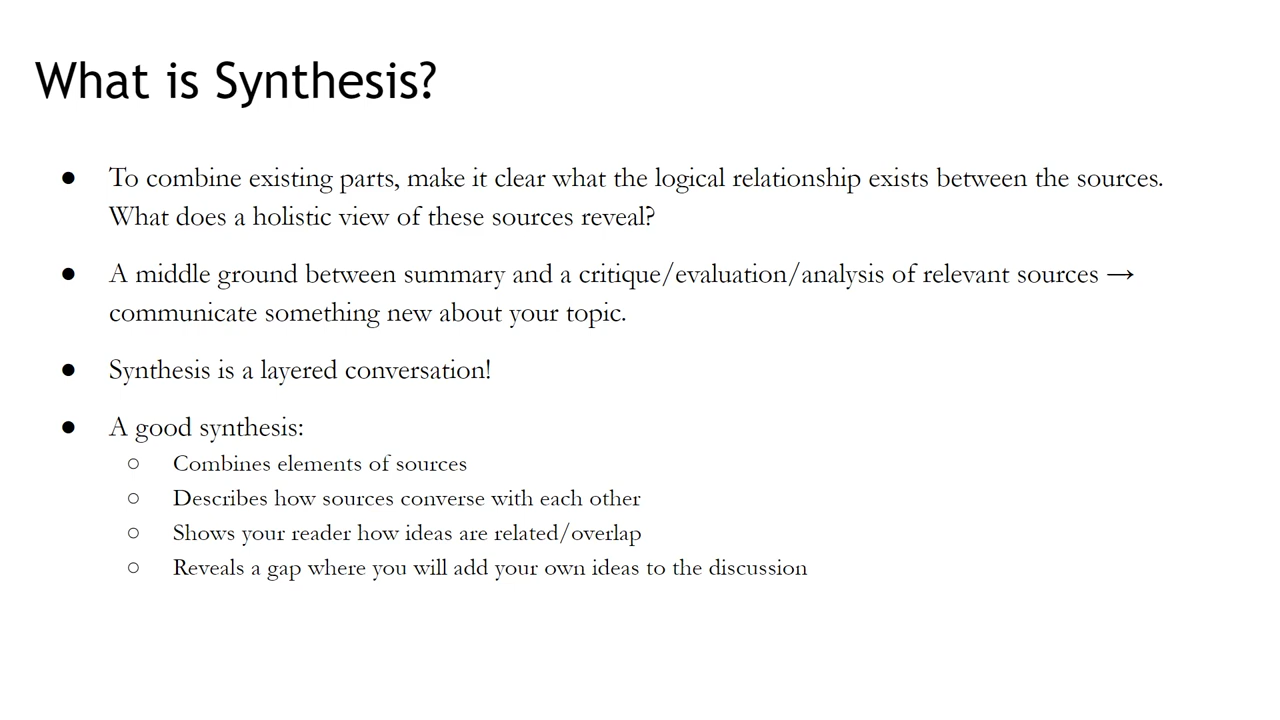 What is Synthesis?
● To combine existing parts, make it clear what the logical relationship exists between the sources.
What does a holistic view of these sources reveal?
● A middle ground between summary and a critique/evaluation/analysis of relevant sources →
communicate something new about your topic.
● Synthesis is a layered conversation!
● A good synthesis:
○ Combines elements of sources
○ Describes how sources converse with each other
○ Shows your reader how ideas are related/overlap
○ Reveals a gap where you will add your own ideas to the discussion